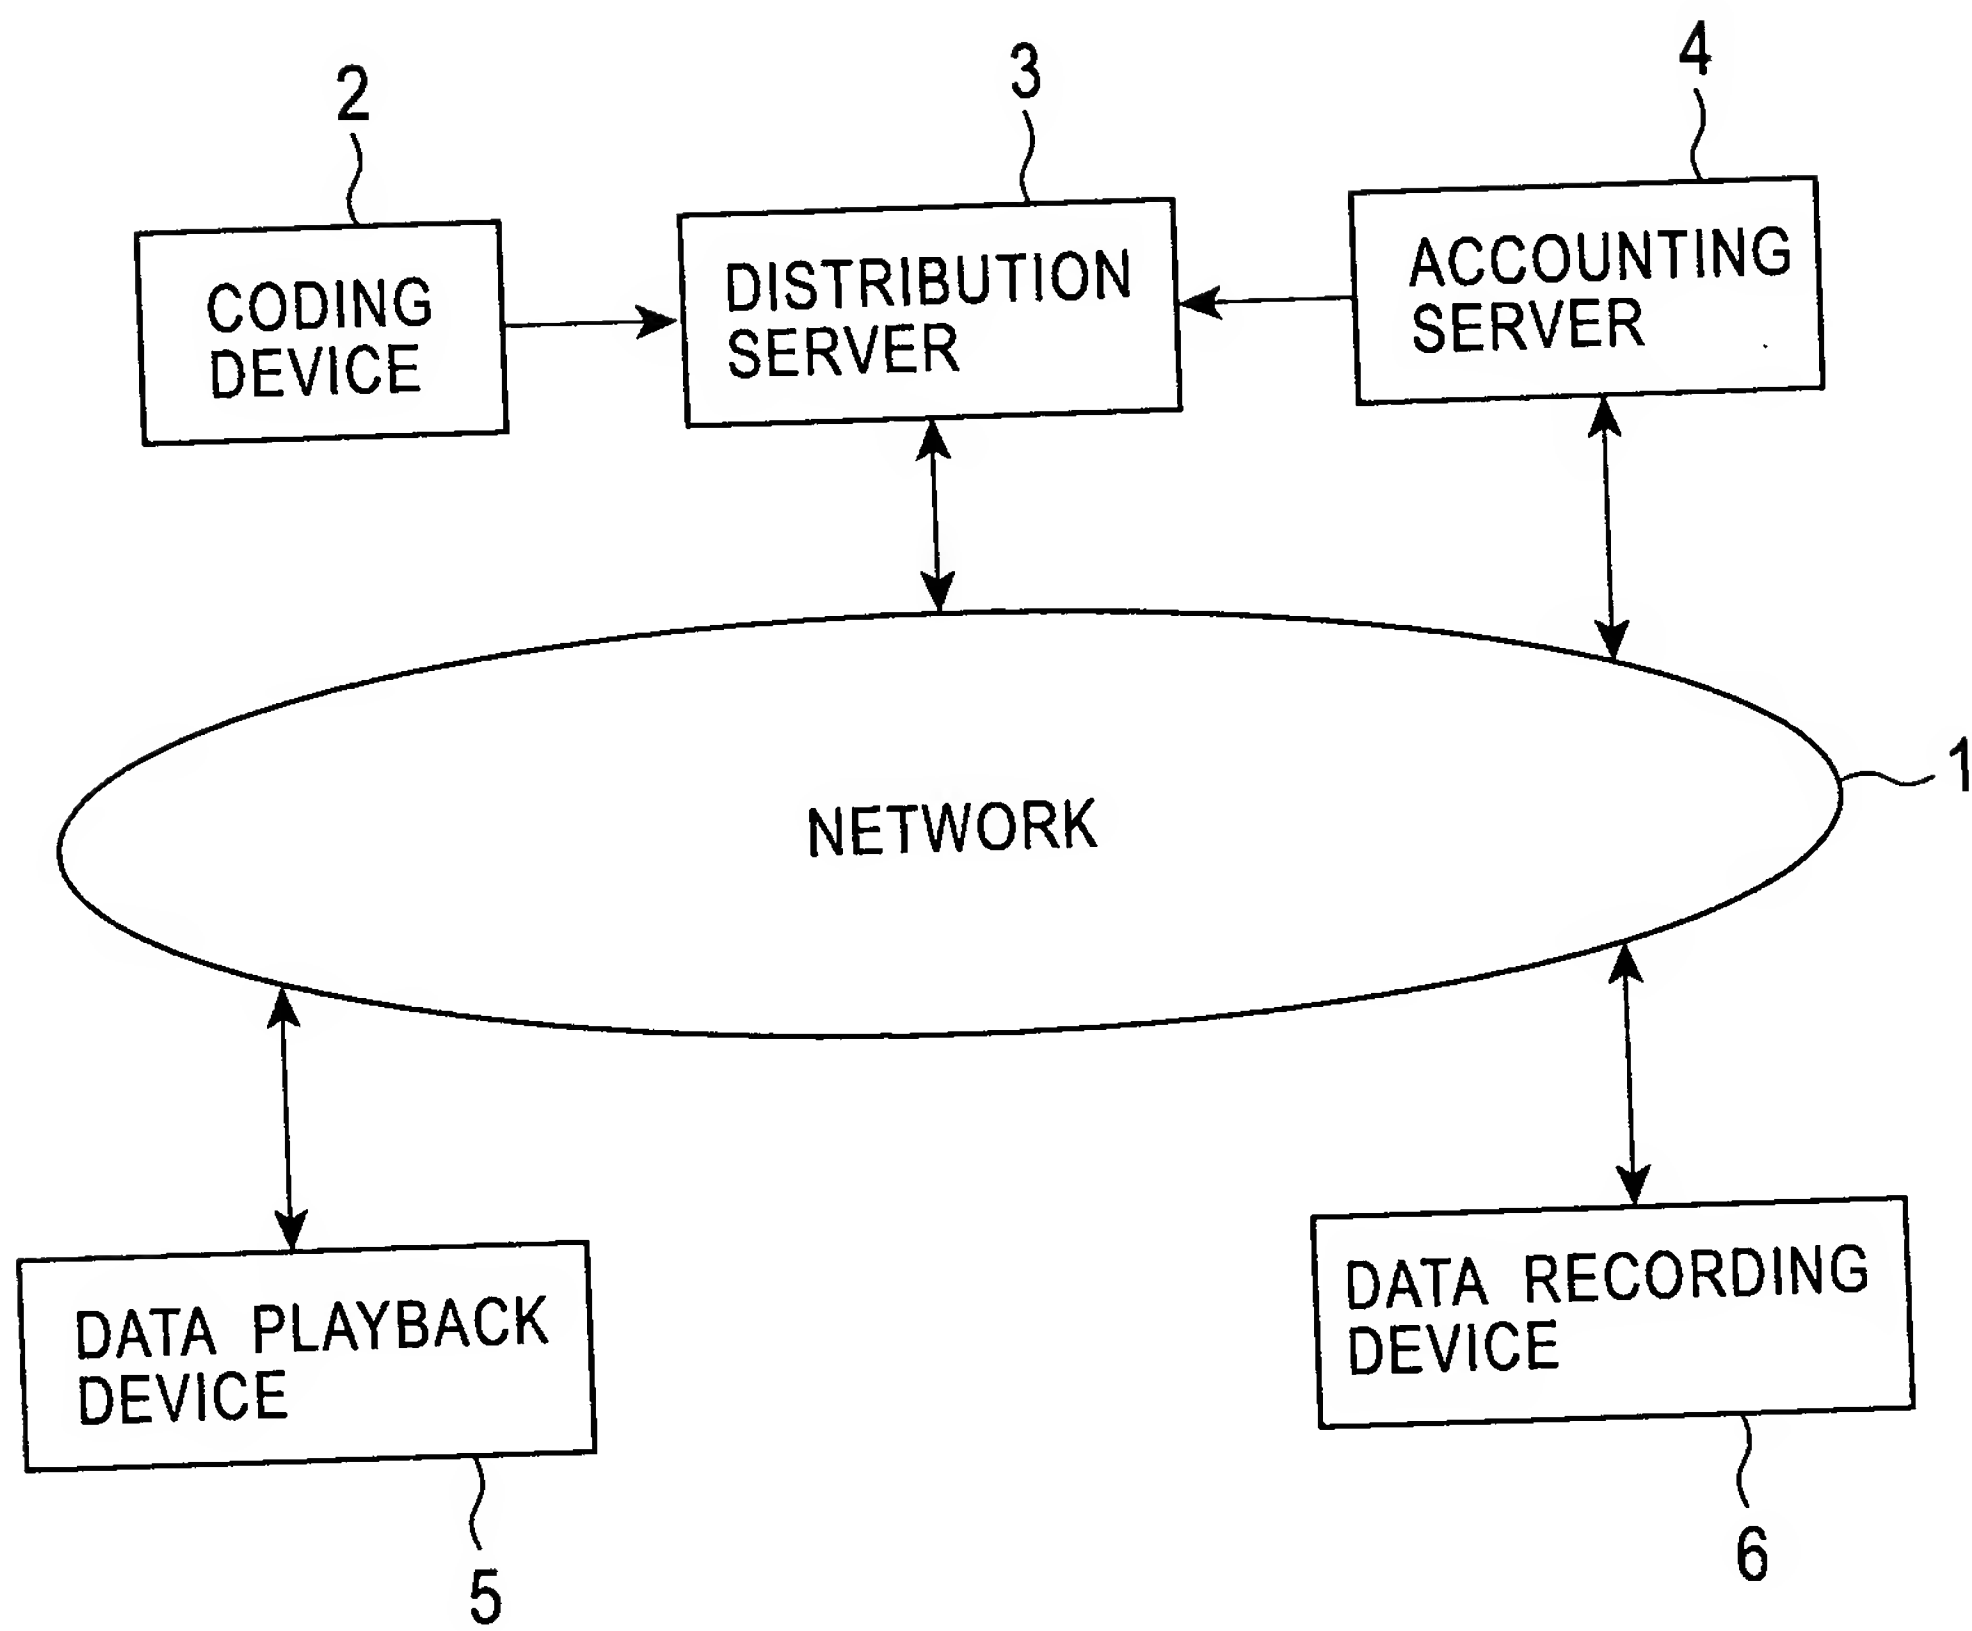 2
3
4
CODING
DEVICE
DISTRIBUTION
SERVER
ACCOUNTING
SERVER
NETWORK
1
DATA PLAYBACK
DEVICE
DATA RECORDING
DEVICE
5
6